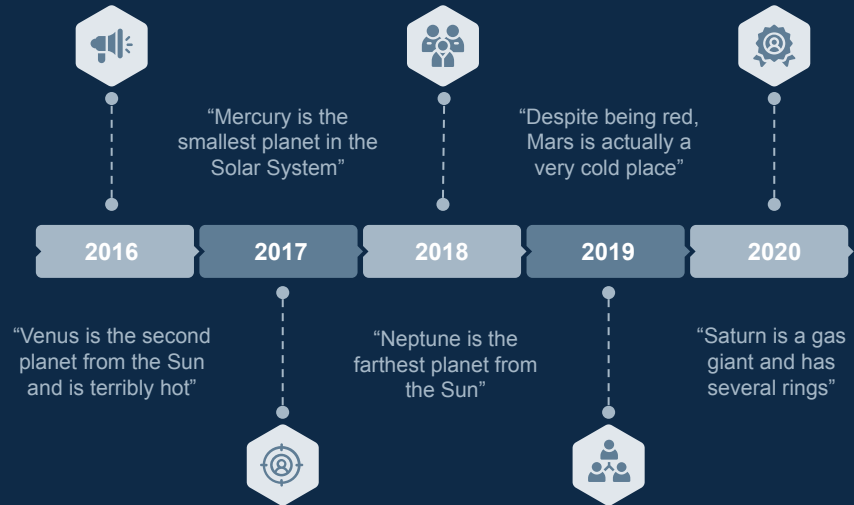 “Mercury is the
smallest planet in the
Solar System”
“Despite being red,
Mars is actually a
very cold place”
2016
2017
2018
2019
2020
“Venus is the second
planet from the Sun
and is terribly hot”
“Neptune is the
farthest planet from
the Sun”
“Saturn is a gas
giant and has
several rings”